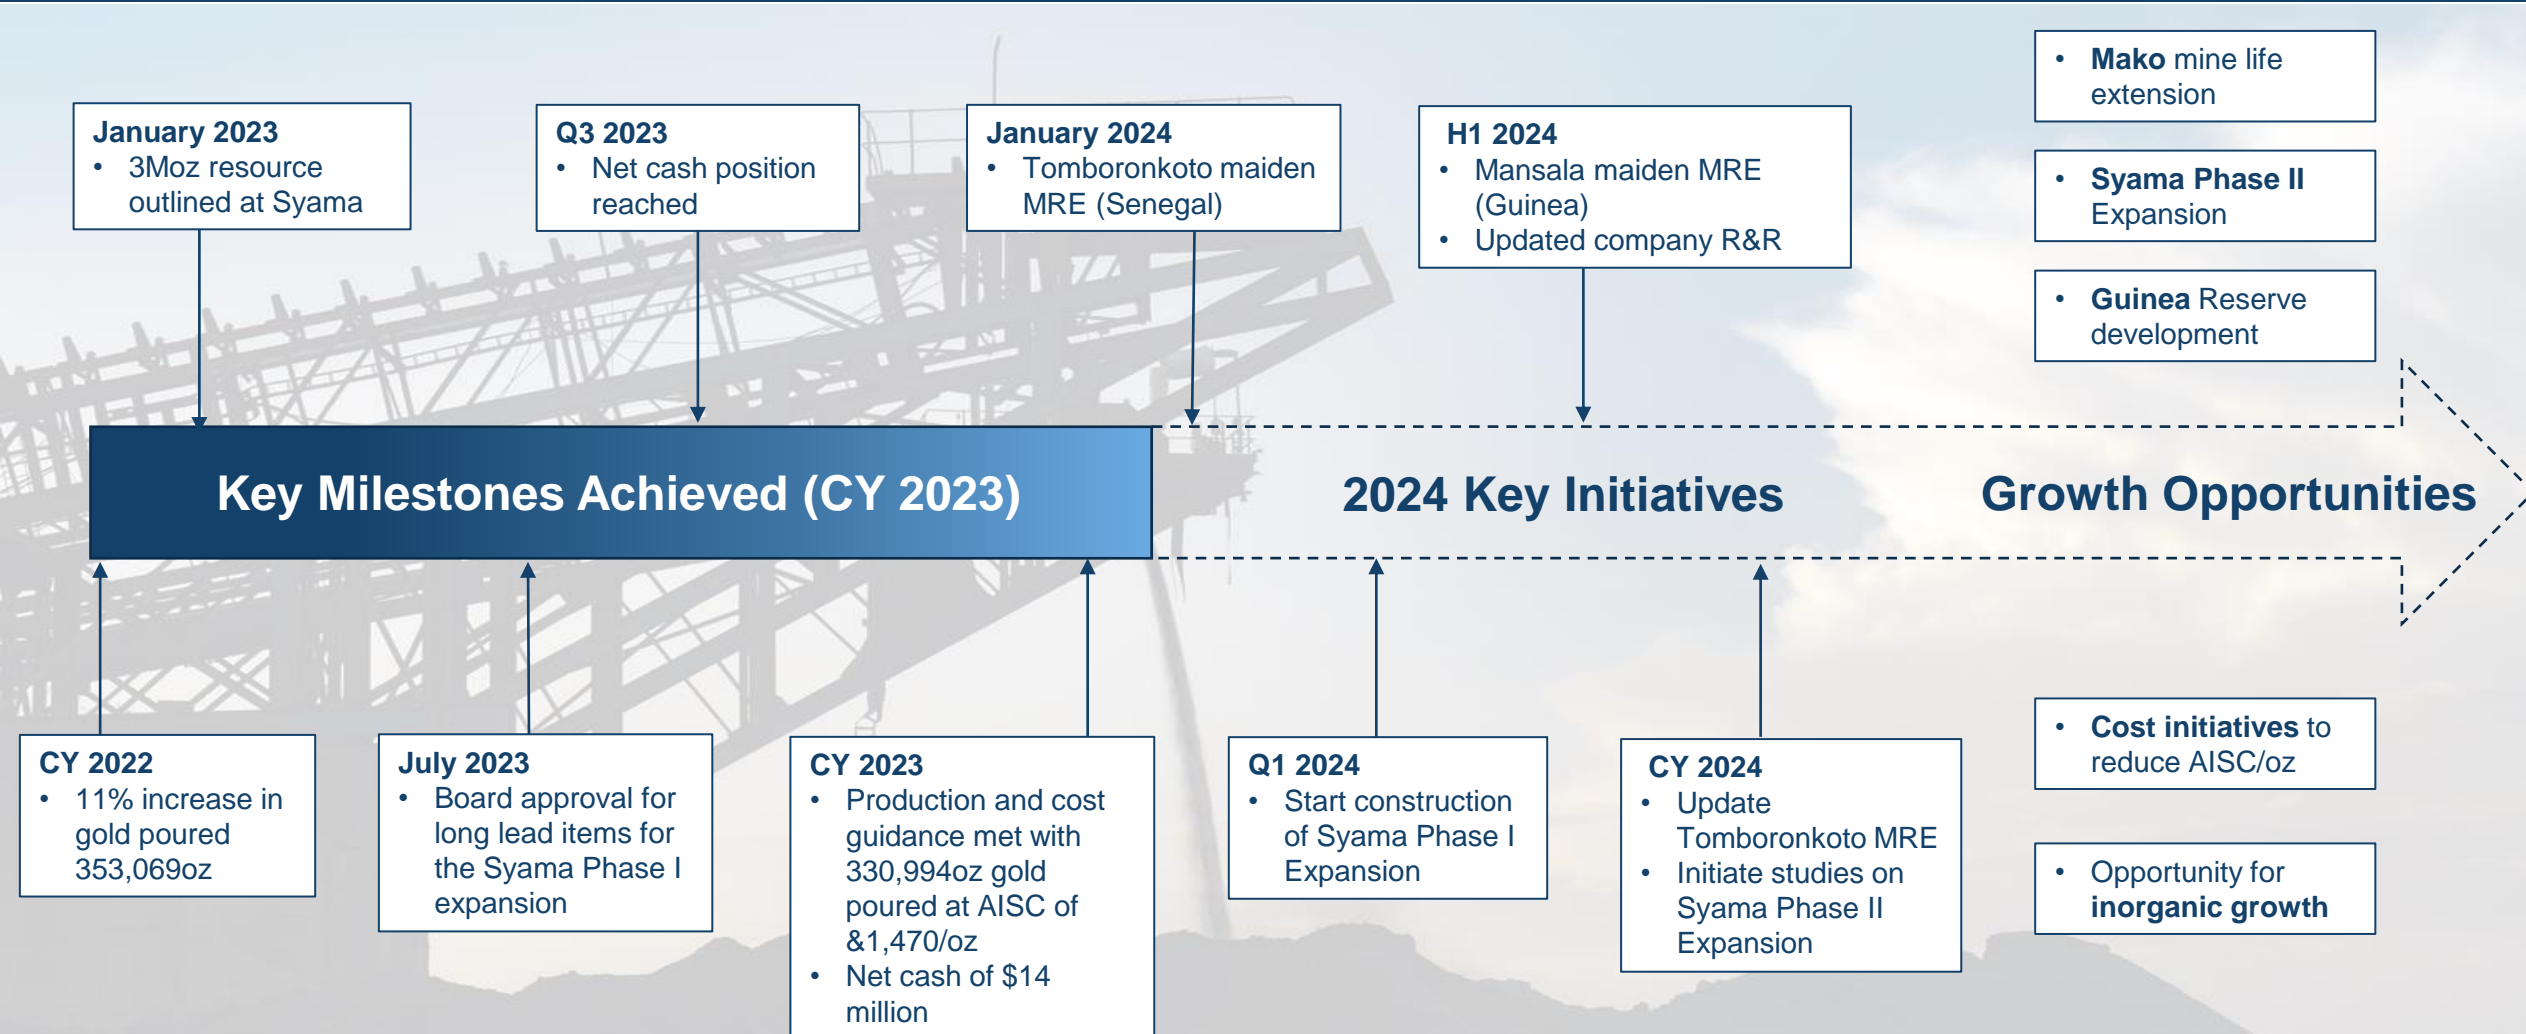 January 2023
• 3Moz resource
outlined at Syama
Q3 2023
• Net cash position
reached
January 2024
• Tomboronkoto maiden
MRE (Senegal)
H1 2024
• Mansala maiden MRE
(Guinea)
• Updated company R&R
• Mako mine life
extension
• Syama Phase II
Expansion
• Guinea Reserve
development
Key Milestones Achieved (CY 2023)
2024 Key Initiatives
Growth Opportunities
CY 2022
• 11% increase in
gold poured
353,069oz
July 2023
• Board approval for
long lead items for
the Syama Phase I
expansion
CY 2023
• Production and cost
guidance met with
330,994oz gold
poured at AISC of
&1,470/oz
• Net cash of $14
million
Q1 2024
• Start construction
of Syama Phase I
Expansion
CY 2024
• Update
Tomboronkoto MRE
• Initiate studies on
Syama Phase II
Expansion
• Cost initiatives to
reduce AISC/oz
• Opportunity for
inorganic growth